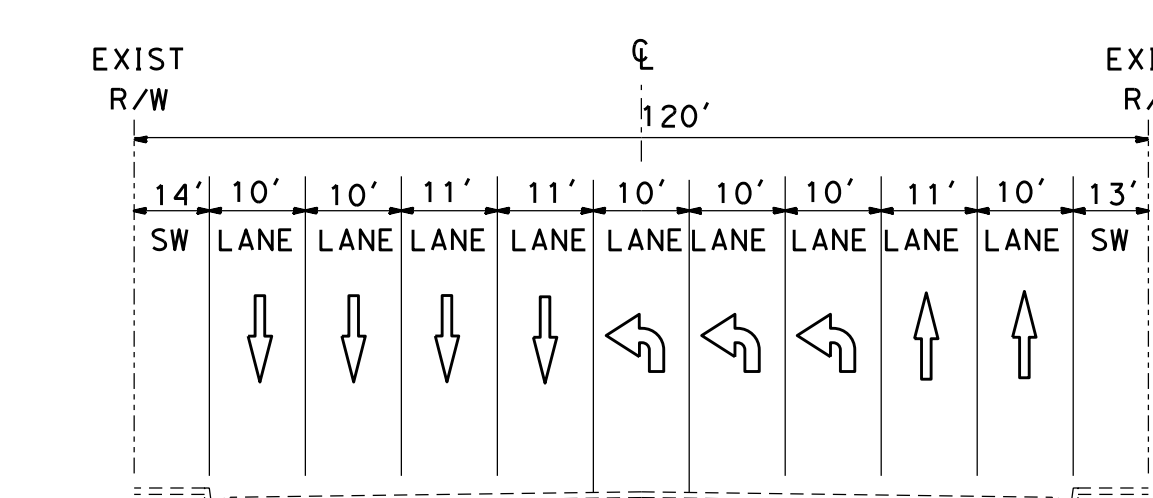 EXIST
R/W
℄
EXI
R/
120'
14' 10' 10' 11' 11' 10' 10' 10' 11' 10' 13'
SW LANE LANE LANE LANE LANE LANE LANE LANE LANE SW